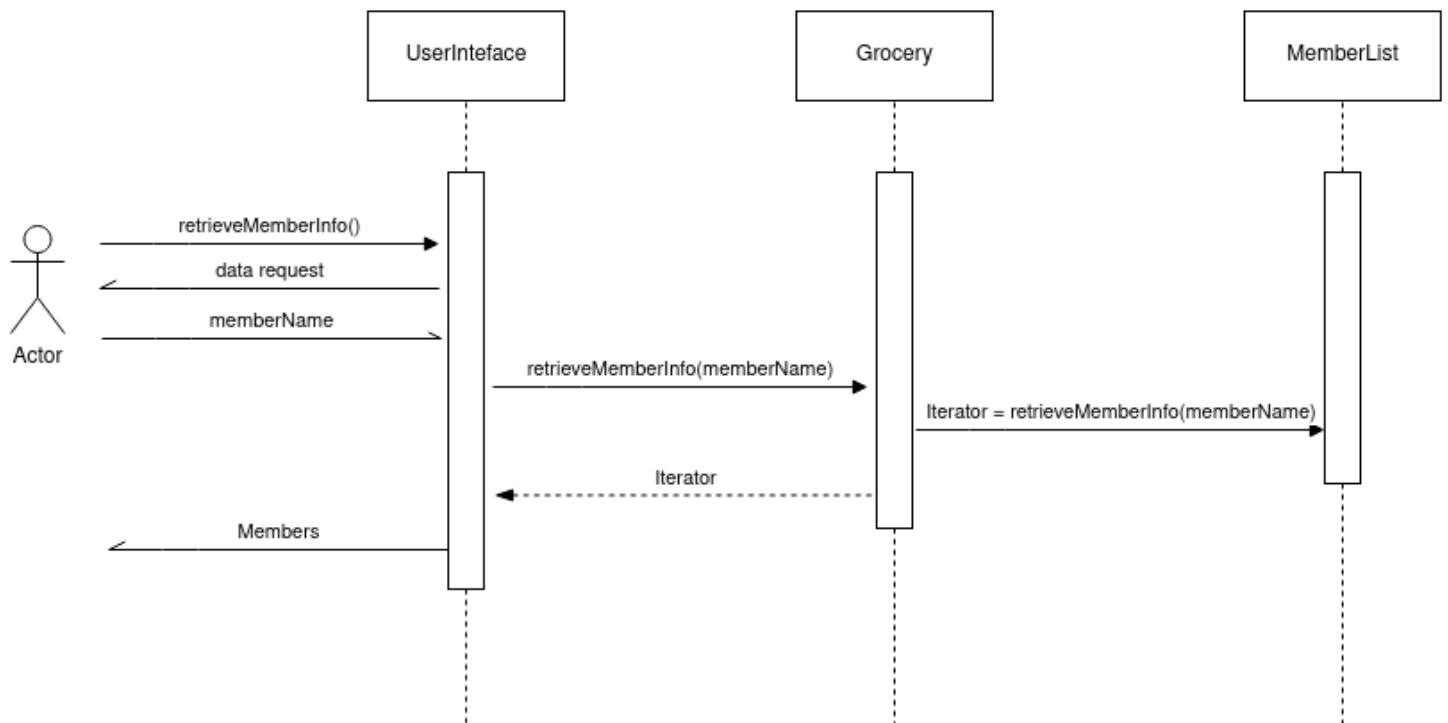 UserInteface
Grocery
MemberList
retrieveMemberInfo()
data request
memberName
Actor
retrieveMemberInfo(memberName)
Iterator = retrieveMemberInfo(memberName)
Iterator
Members